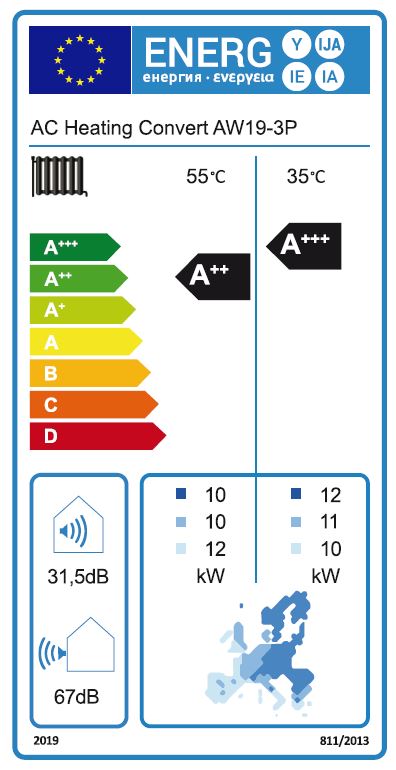 ENERG
енергия · ενεργεια
Y IJA
IE IA
AC Heating Convert AW19-3P
55°C 35°C
A+++
A++
A+
A
B
C
D
A++
A+++
10 12
10 11
12 10
kW kW
31,5dB
67dB
2019 811/2013